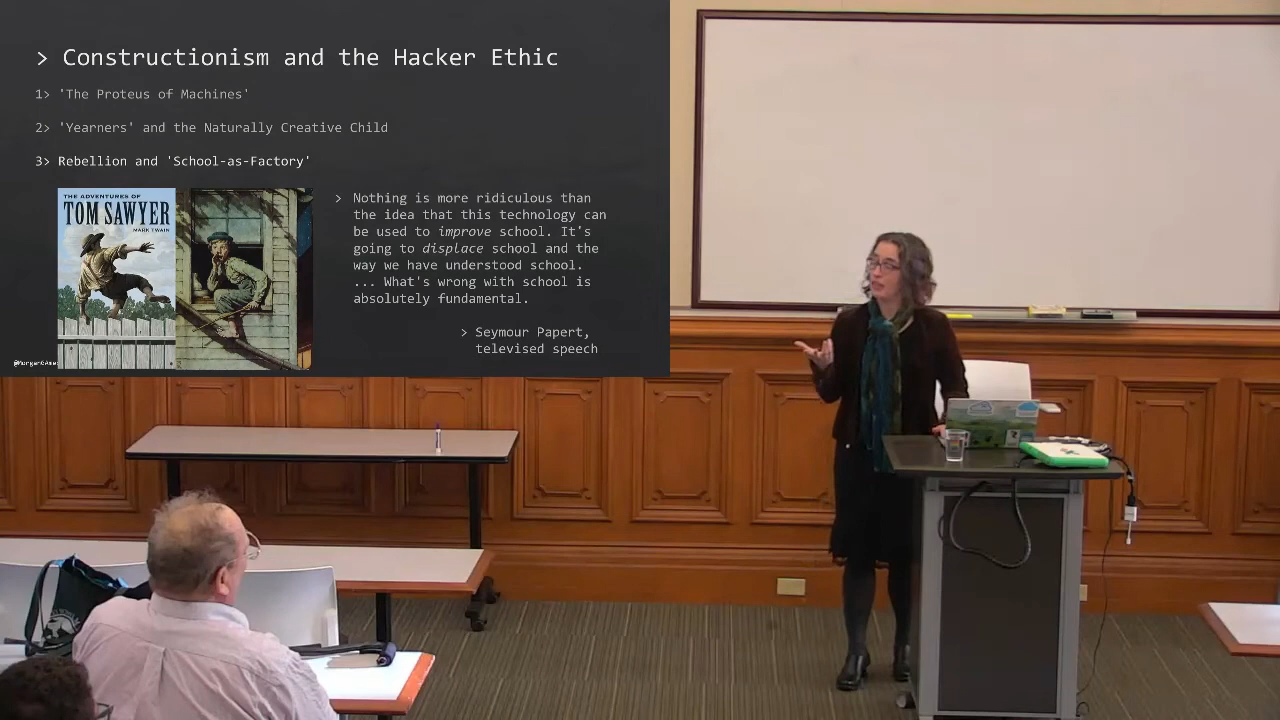 > Constructionism and the Hacker Ethic
1> 'The Proteus of Machines'
2> 'Yearners' and the Naturally Creative Child
3> Rebellion and 'School-as-Factory'
THE ADVENTURES OF
TOM SAWYER
MARK TWAIN
> Nothing is more ridiculous than
the idea that this technology can
be used to improve school. It's
going to displace school and the
way we have understood school.
... What's wrong with school is
absolutely fundamental.
> Seymour Papert,
televised speech